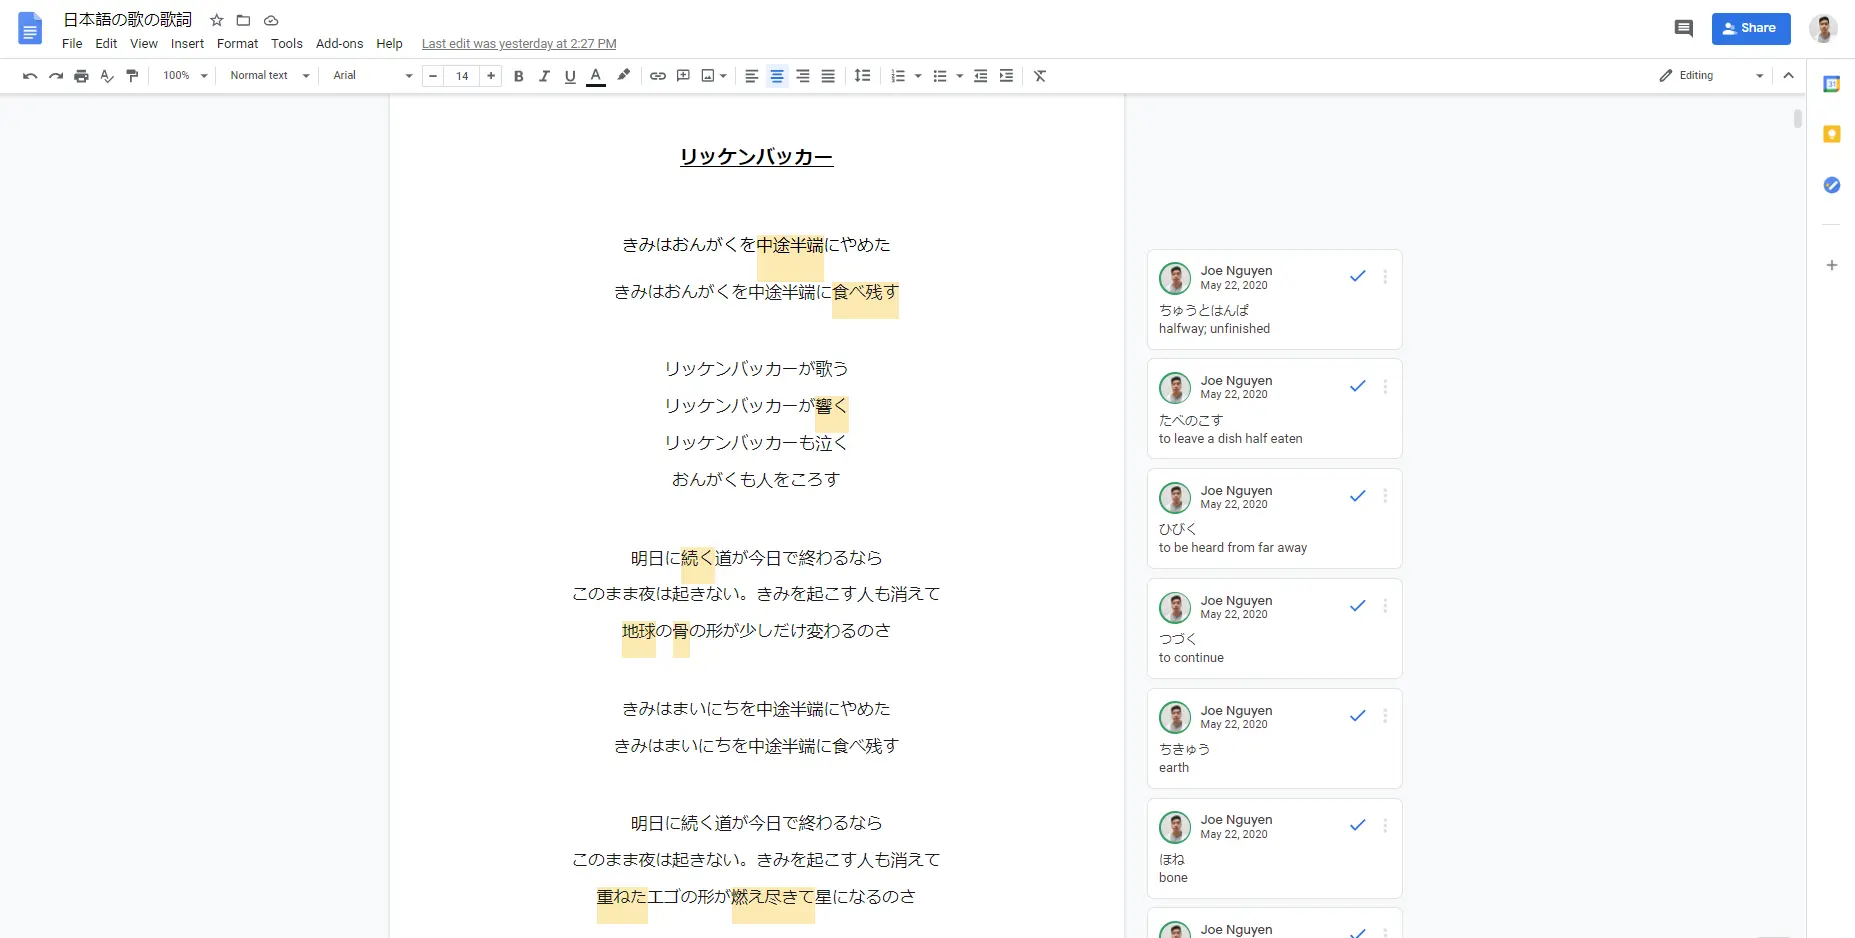 日本語の歌の歌詞
File Edit View Insert Format Tools Add-ons Help Last edit was yesterday at 2:27 PM
Share
100% Normal text Arial 14 Editing
リッケンバッカー
きみはおんがくを中途半端にやめた
きみはおんがくを中途半端に食べ残す
リッケンバッカーが歌う
リッケンバッカーが響く
リッケンバッカーも泣く
おんがくも人をころす
明日に続く道が今日で終わるなら
このまま夜は起きない。きみを起こす人も消えて
地球の骨の形が少しだけ変わるのさ
きみはまいにちを中途半端にやめた
きみはまいにちを中途半端に食べ残す
明日に続く道が今日で終わるなら
このまま夜は起きない。きみを起こす人も消えて
重ねたエゴの形が燃え尽きて星になるのさ
Joe Nguyen
May 22, 2020
ちゅうとはんぱ
halfway; unfinished
Joe Nguyen
May 22, 2020
たべのこす
to leave a dish half eaten
Joe Nguyen
May 22, 2020
ひびく
to be heard from far away
Joe Nguyen
May 22, 2020
つづく
to continue
Joe Nguyen
May 22, 2020
ちきゅう
earth
Joe Nguyen
May 22, 2020
ほね
bone
Joe Nguyen
31